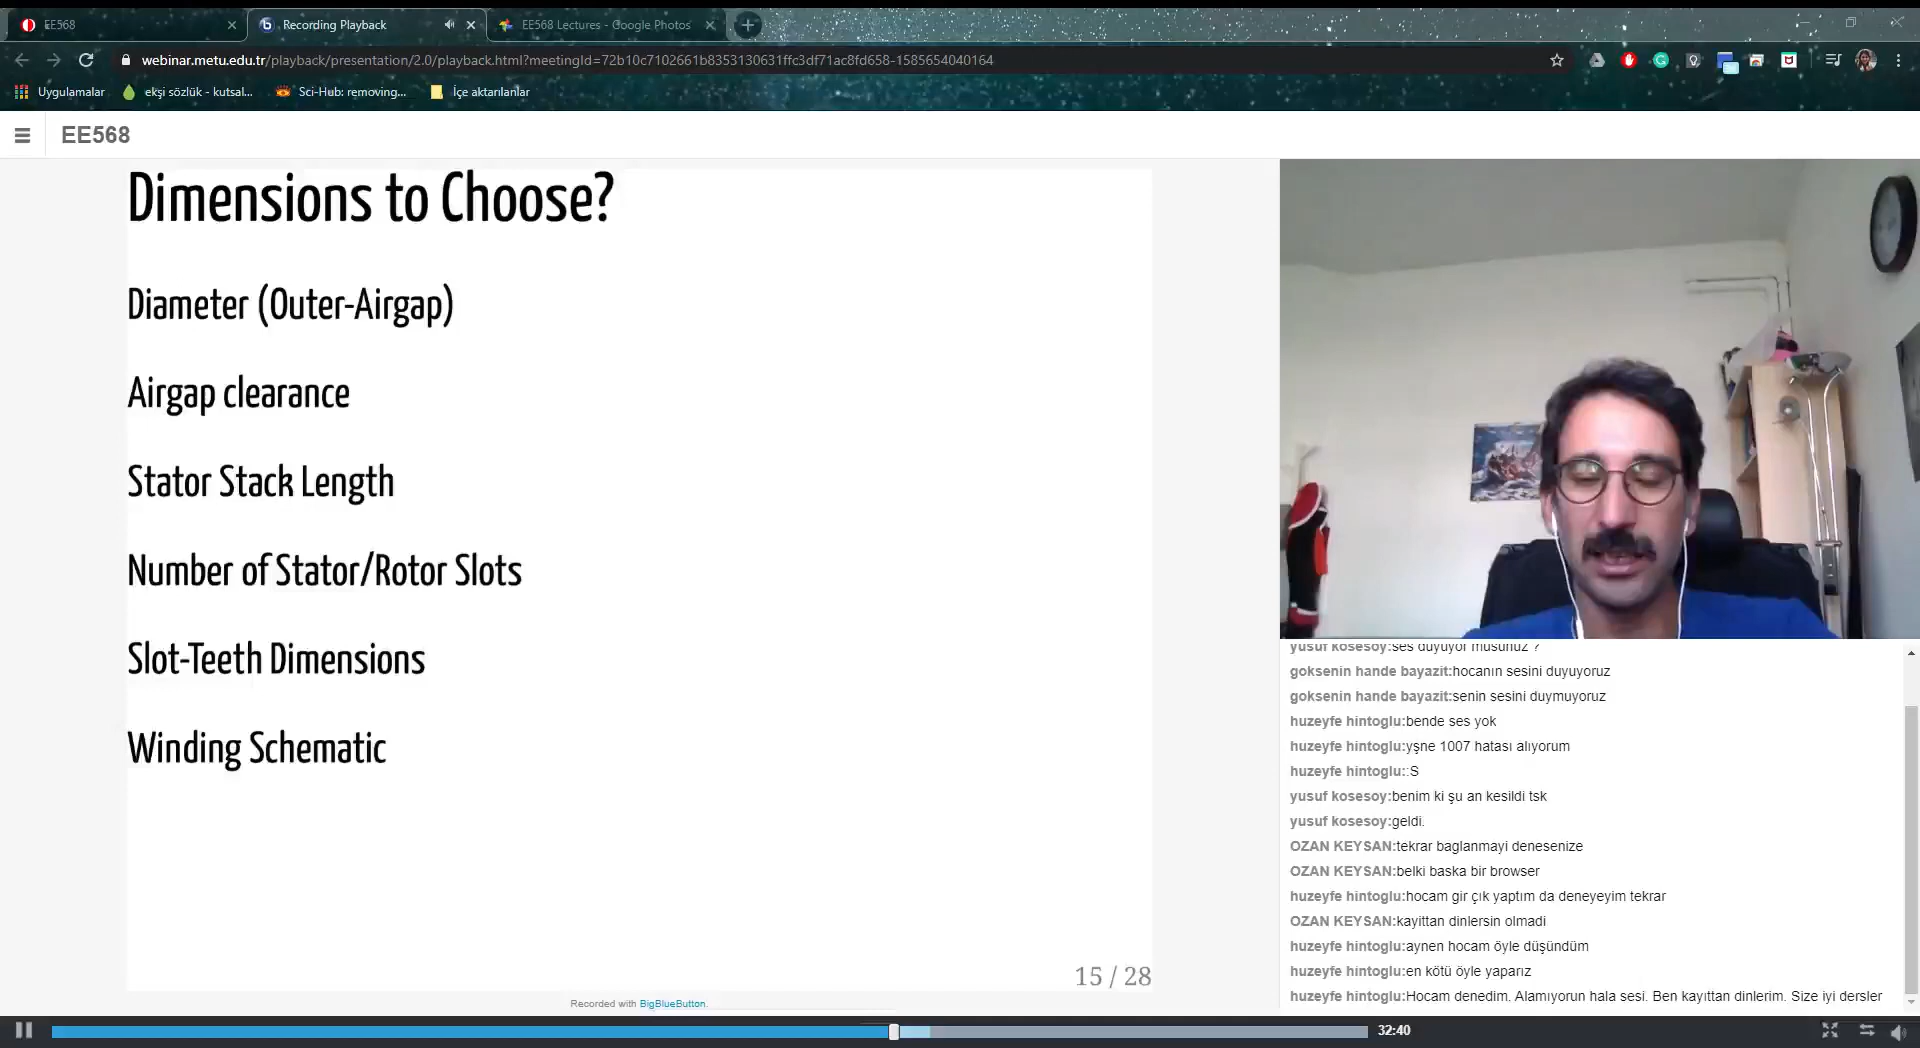 EE568
Recording Playback
EE568 Lectures - Google Photos
webinar.metu.edu.tr/playback/presentation/2.0/playback.html?meetingId=72b10c7102661b8353130631ffc3df71ac8fd658-1585654040164
Uygulamalar
ekşi sözlük - kutsal...
Sci-Hub: removing...
İçe aktarılanlar
EE568
Dimensions to Choose?
Diameter (Outer-Airgap)
Airgap clearance
Stator Stack Length
Number of Stator/Rotor Slots
Slot-Teeth Dimensions
Winding Schematic
15 / 28
Recorded with BigBlueButton.
yusuf kosesoy:ses duyuyor musunuz ?
goksenin hande bayazit:hocanın sesini duyuyoruz
goksenin hande bayazit:senin sesini duymuyoruz
huzeyfe hintoglu:bende ses yok
huzeyfe hintoglu:yşne 1007 hatası alıyorum
huzeyfe hintoglu::S
yusuf kosesoy:benim ki şu an kesildi tsk
yusuf kosesoy:geldi.
OZAN KEYSAN:tekrar baglanmayi denesenize
OZAN KEYSAN:belki baska bir browser
huzeyfe hintoglu:hocam gir çık yaptım da deneyeyim tekrar
OZAN KEYSAN:kayittan dinlersin olmadi
huzeyfe hintoglu:aynen hocam öyle düşündüm
huzeyfe hintoglu:en kötü öyle yaparız
huzeyfe hintoglu:Hocam denedim. Alamıyorun hala sesi. Ben kayıttan dinlerim. Size iyi dersler
32:40